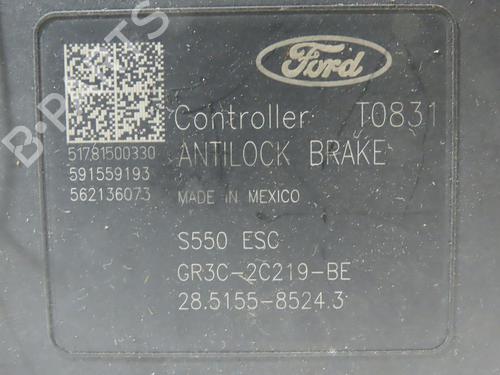 Ford
Controller T0831
ANTILOCK BRAKE
51781500330
591559193
562136073
MADE IN MEXICO
S550 ESC
GR3C-2C219-BE
28.5155-8524.3
B-PARTS